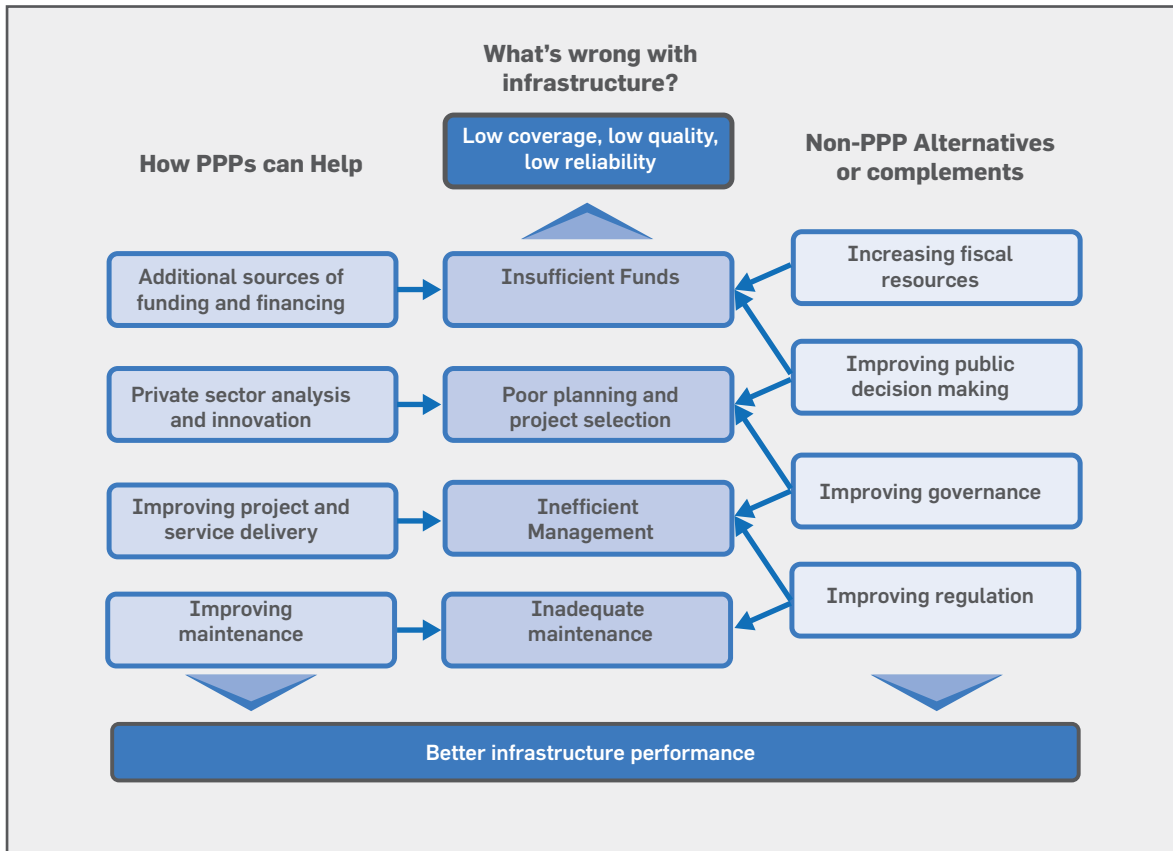 What's wrong with
infrastructure?
Low coverage, low quality,
low reliability
How PPPs can Help
Non-PPP Alternatives
or complements
Additional sources of
funding and financing
Insufficient Funds
Increasing fiscal
resources
Private sector analysis
and innovation
Poor planning and
project selection
Improving public
decision making
Improving project and
service delivery
Inefficient
Management
Improving governance
Improving
maintenance
Inadequate
maintenance
Improving regulation
Better infrastructure performance